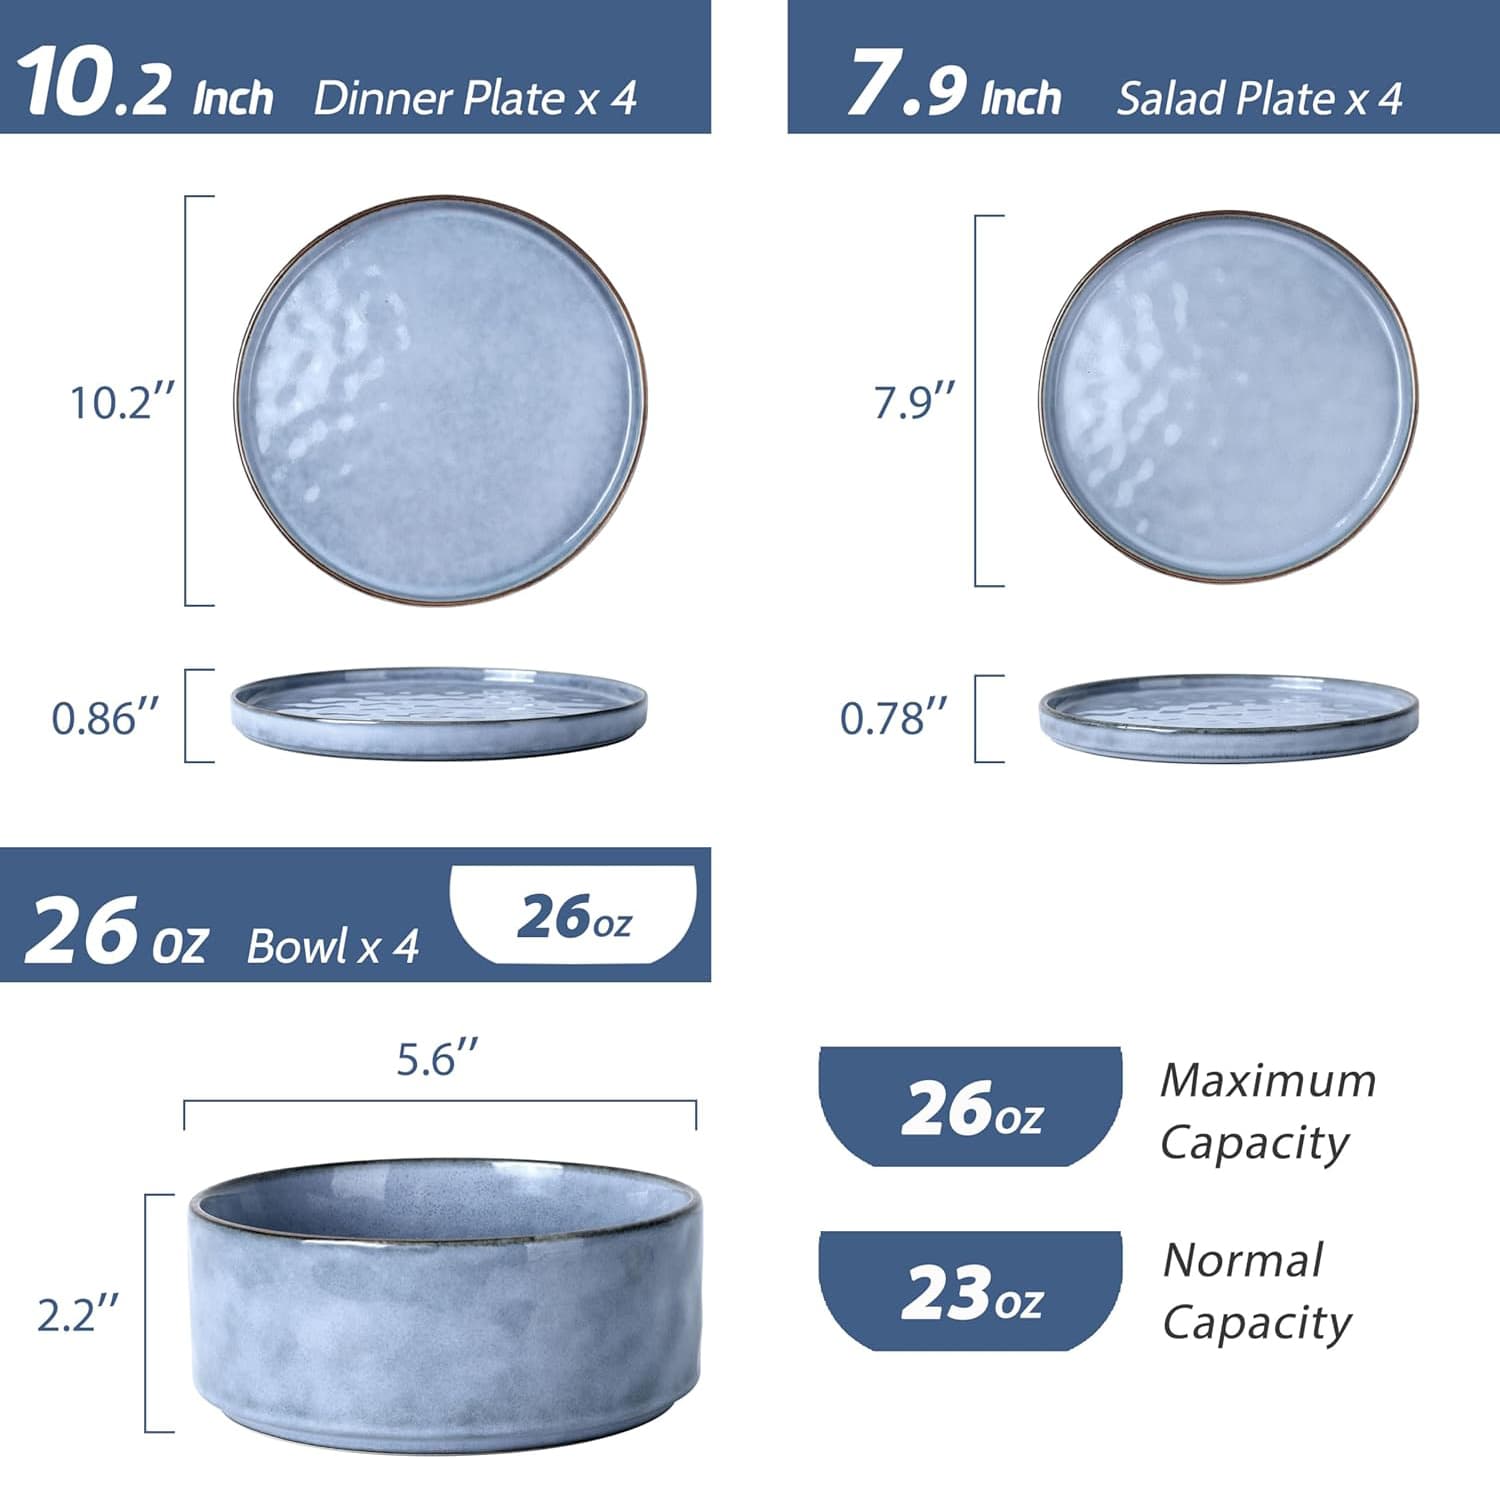 10.2 Inch Dinner Plate x 4
7.9 Inch Salad Plate x 4
10.2″
7.9″
0.86″
0.78″
26 oz Bowl x 4 26oz
5.6″
2.2″
26oz Maximum
Capacity
23oz Normal
Capacity